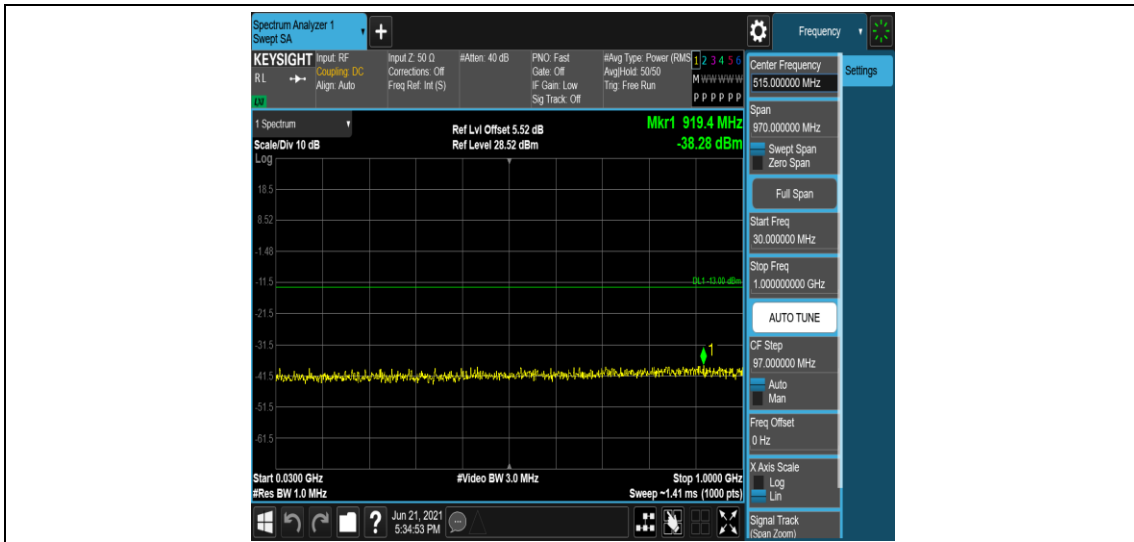 Spectrum Analyzer 1
Swept SA
Frequency
KEYSIGHT
RL
LXI
Input: RF
Coupling: DC
Align: Auto
Input Z: 50 Ω
Corrections: Off
Freq Ref: Int (S)
#Atten: 40 dB
PNO: Fast
Gate: Off
IF Gain: Low
Sig Track: Off
#Avg Type: Power (RMS
Avg|Hold: 50/50
Trig: Free Run
1 2 3 4 5 6
M W W W W W
P P P P P P
1 Spectrum
Scale/Div 10 dB
Ref Lvl Offset 5.52 dB
Ref Level 28.52 dBm
Mkr1 919.4 MHz
-38.28 dBm
Log
18.5
8.52
-1.48
-11.5
DL1 -13.00 dBm
-21.5
-31.5
1
-41.5
-51.5
-61.5
Start 0.0300 GHz
#Res BW 1.0 MHz
#Video BW 3.0 MHz
Stop 1.0000 GHz
Sweep ~1.41 ms (1000 pts)
?
Jun 21, 2021
5:34:53 PM
Center Frequency
515.000000 MHz
Settings
Span
970.000000 MHz
Swept Span
Zero Span
Full Span
Start Freq
30.000000 MHz
Stop Freq
1.000000000 GHz
AUTO TUNE
CF Step
97.000000 MHz
Auto
Man
Freq Offset
0 Hz
X Axis Scale
Log
Lin
Signal Track
(Span Zoom)